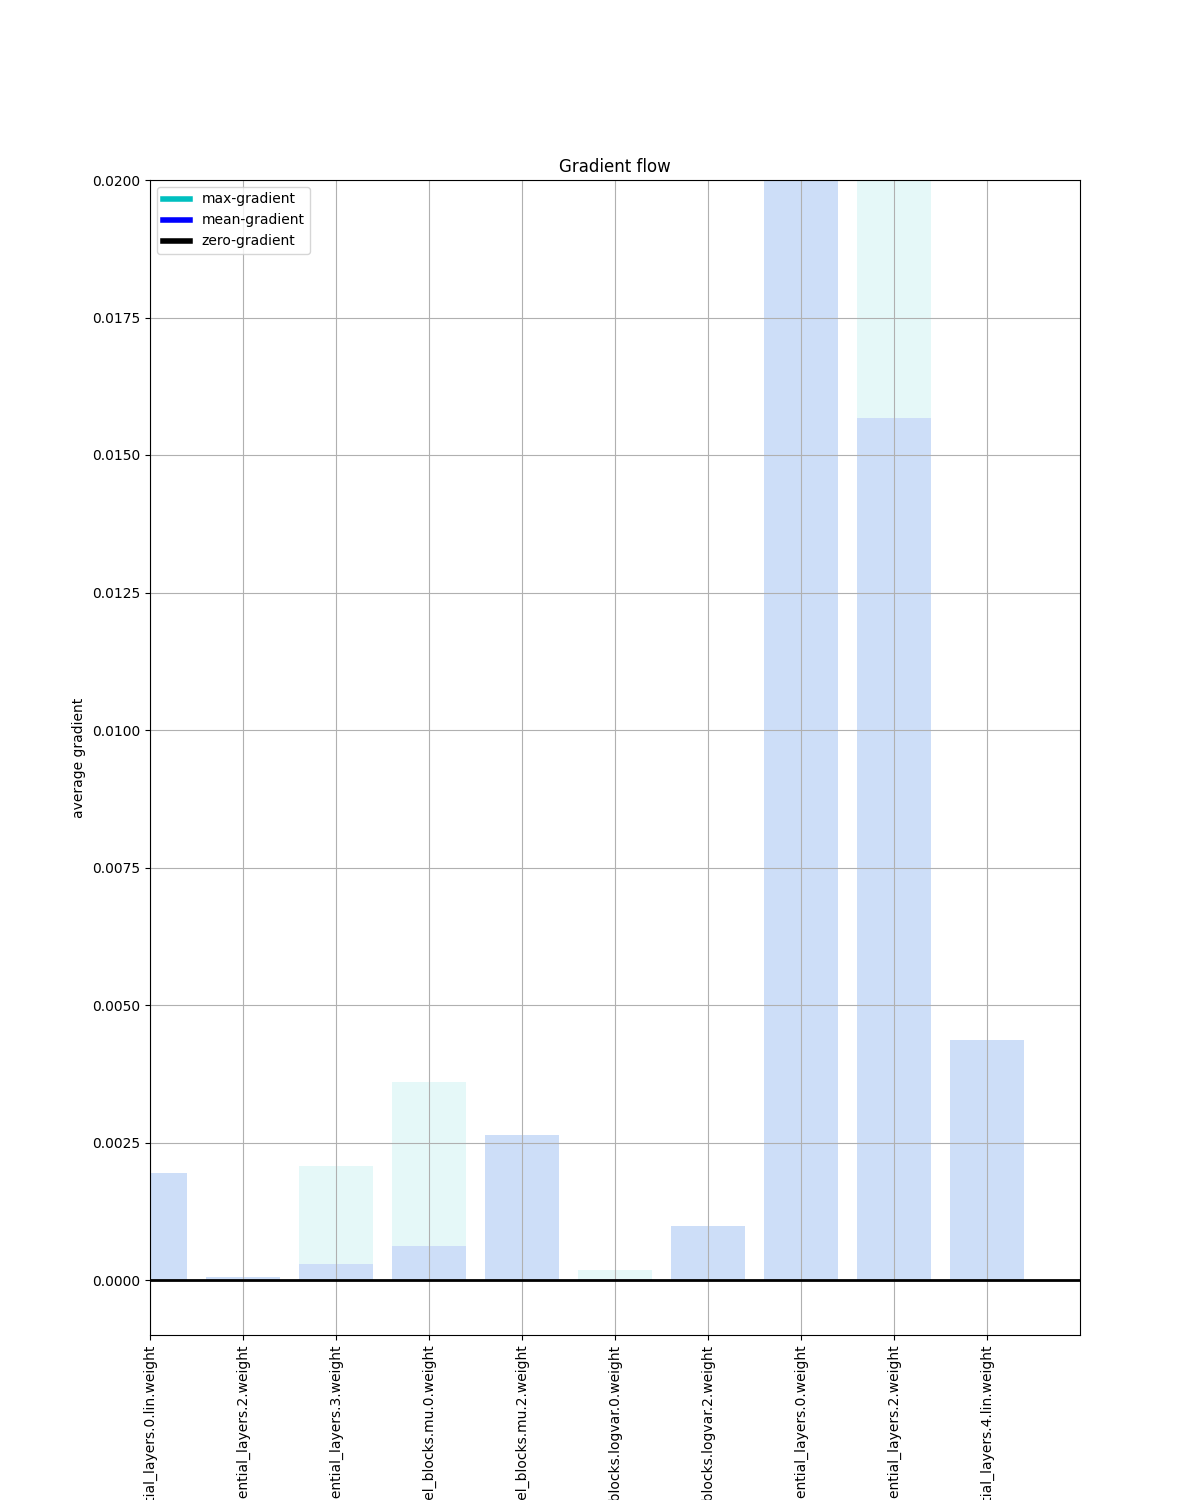 Gradient flow
max-gradient
mean-gradient
zero-gradient
0.0200
0.0175
0.0150
0.0125
0.0100
0.0075
0.0050
0.0025
0.0000
average gradient
tial_layers.0.lin.weight
ential_layers.2.weight
ential_layers.3.weight
el_blocks.mu.0.weight
el_blocks.mu.2.weight
blocks.logvar.0.weight
blocks.logvar.2.weight
ential_layers.0.weight
ential_layers.2.weight
tial_layers.4.lin.weight